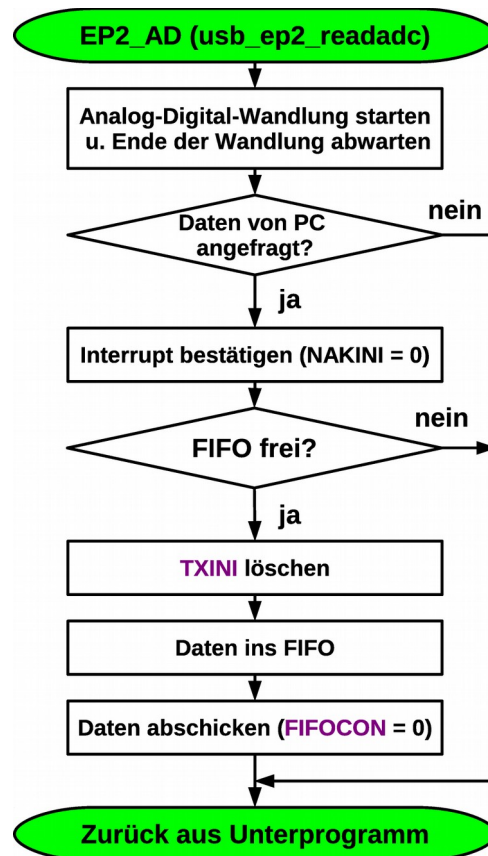 EP2_AD (usb_ep2_readadc)
Analog-Digital-Wandlung starten
u. Ende der Wandlung abwarten
Daten von PC
angefragt?
nein
ja
Interrupt bestätigen (NAKINI = 0)
FIFO frei?
nein
ja
TXINI löschen
Daten ins FIFO
Daten abschicken (FIFOCON = 0)
Zurück aus Unterprogramm